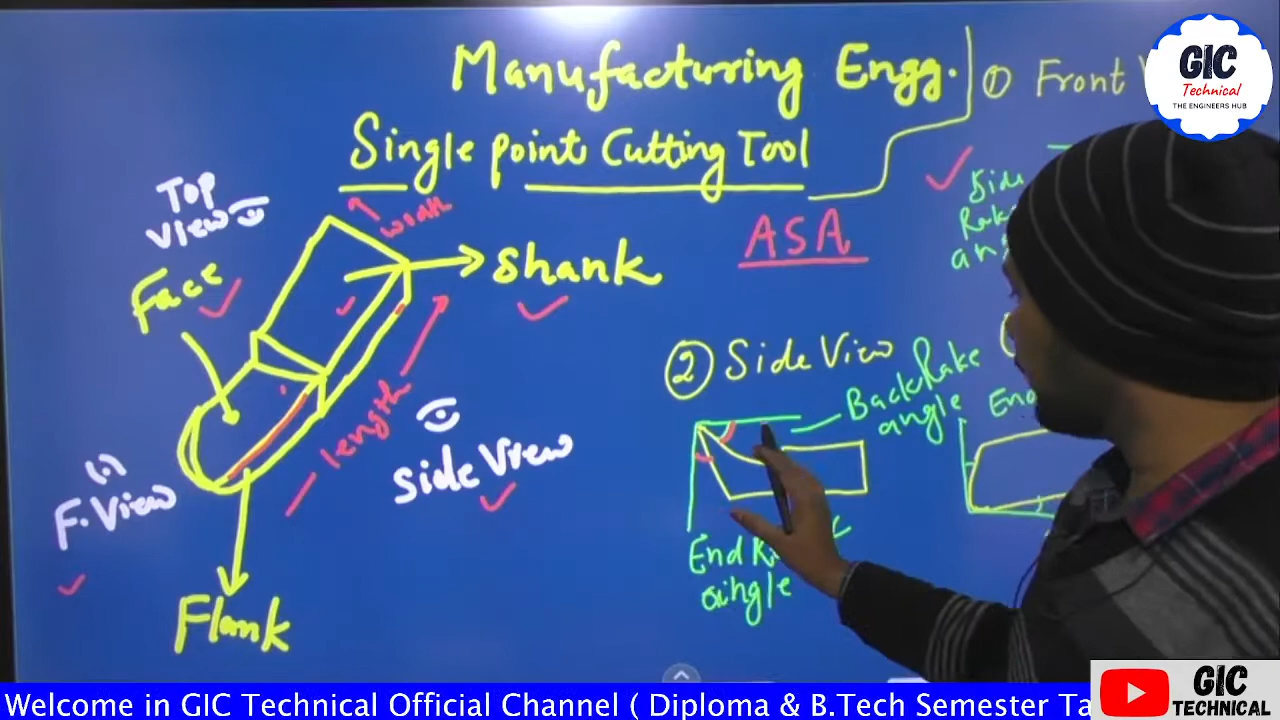 Manufacturing Engg.
Single point Cutting Tool
ASA
Top
View
Face
width
Shank
length
Side View
F. View
Flank
① Front
Side
② Side View
Back Rake
angle
End
angle
GIC
Technical
THE ENGINEERS HUB
Welcome in GIC Technical Official Channel ( Diploma & B.Tech Semester Ta
GIC
TECHNICAL